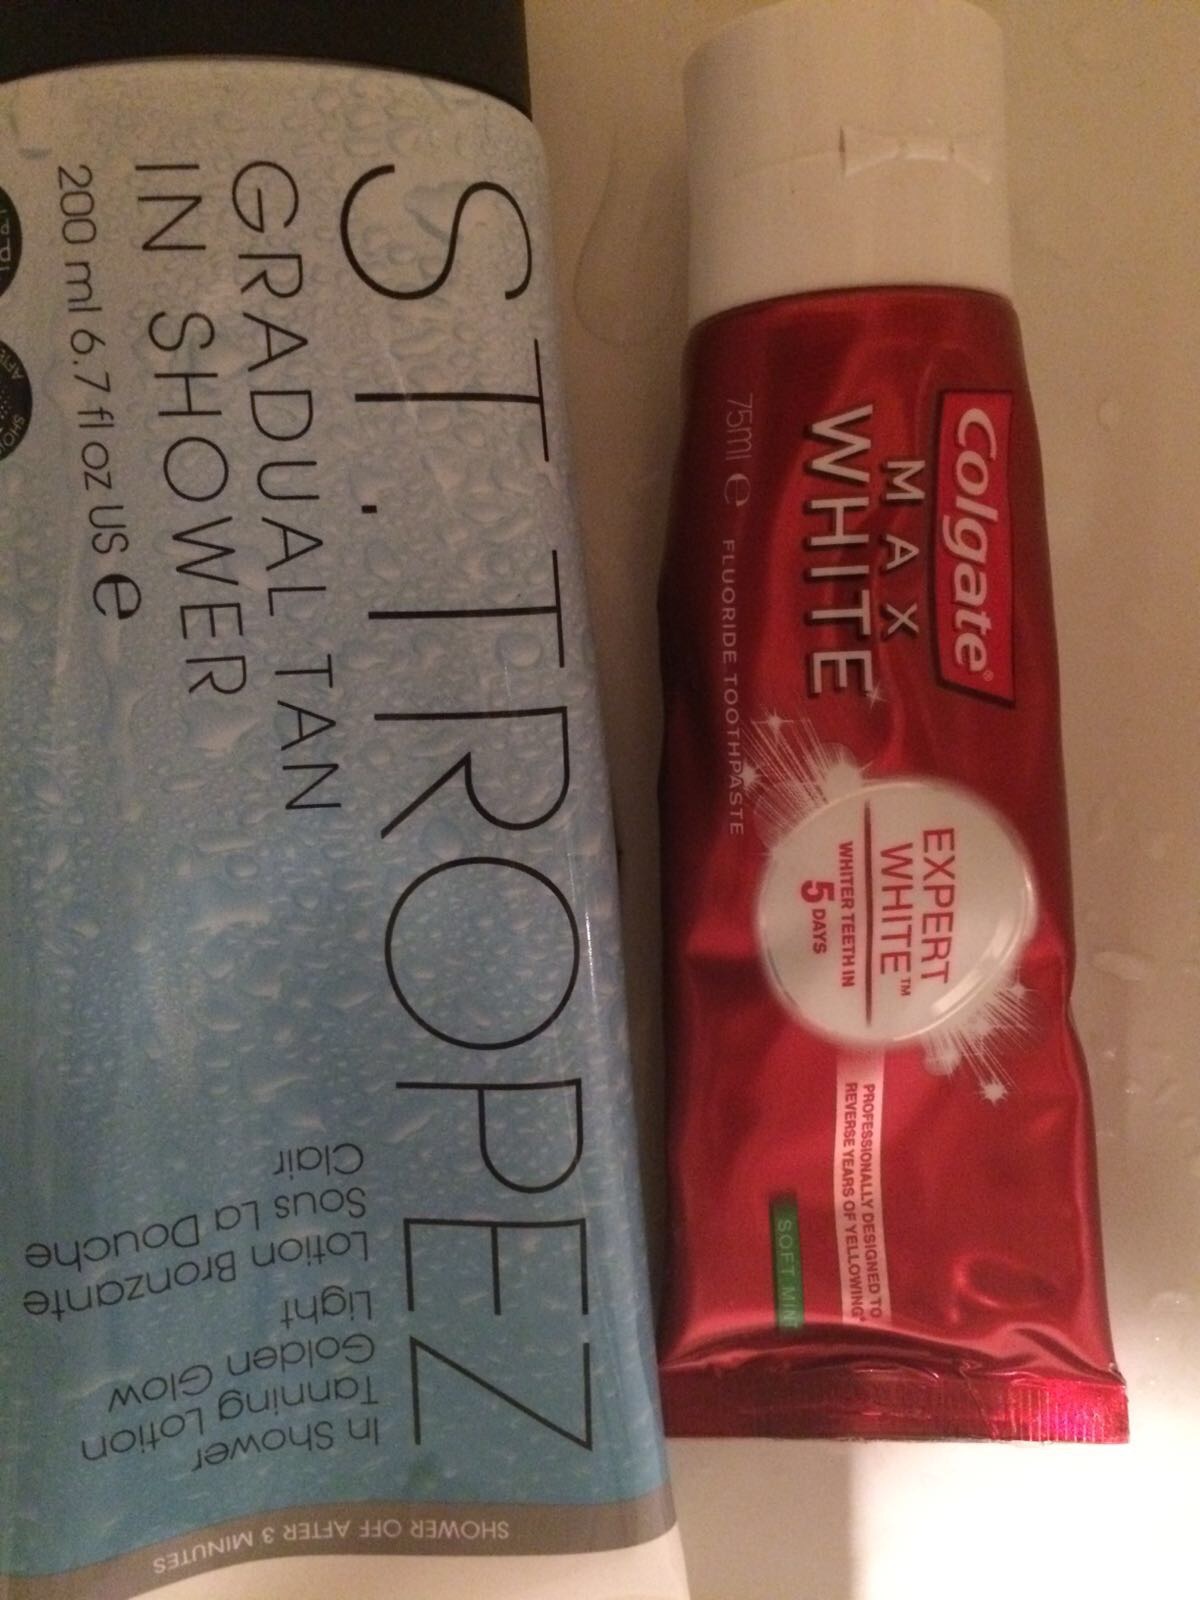 ST.TROPEZ
GRADUAL TAN
IN SHOWER
200 ml 6.7 fl oz US e
In Shower
Tanning Lotion
Golden Glow
Light
Lotion Bronzante
Sous La Douche
Clair
SHOWER OFF AFTER 3 MINUTES
Colgate®
MAX
WHITE
75ml e FLUORIDE TOOTHPASTE
EXPERT
WHITE™
WHITER TEETH IN
5 DAYS
PROFESSIONALLY DESIGNED TO
REVERSE YEARS OF YELLOWING*
SOFT MINT